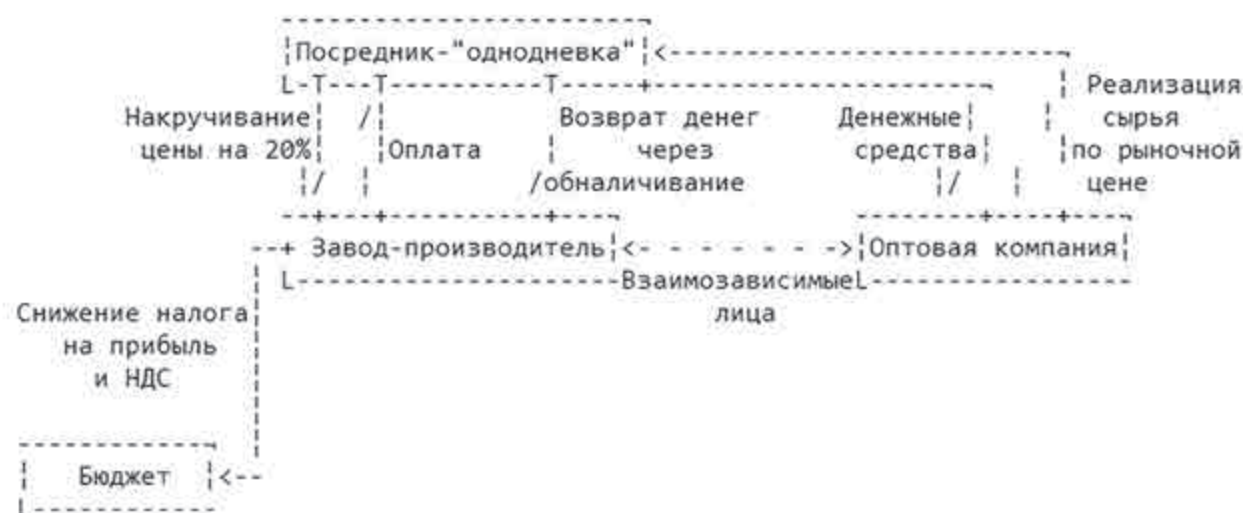 Посредник-"однодневка"
Реализация
Накручивание Возврат денег Денежные сырья
цены на 20% Оплата через средства по рыночной
обналичивание цене
Завод-производитель Оптовая компания
Взаимозависимые
Снижение налога лица
на прибыль
и НДС
Бюджет